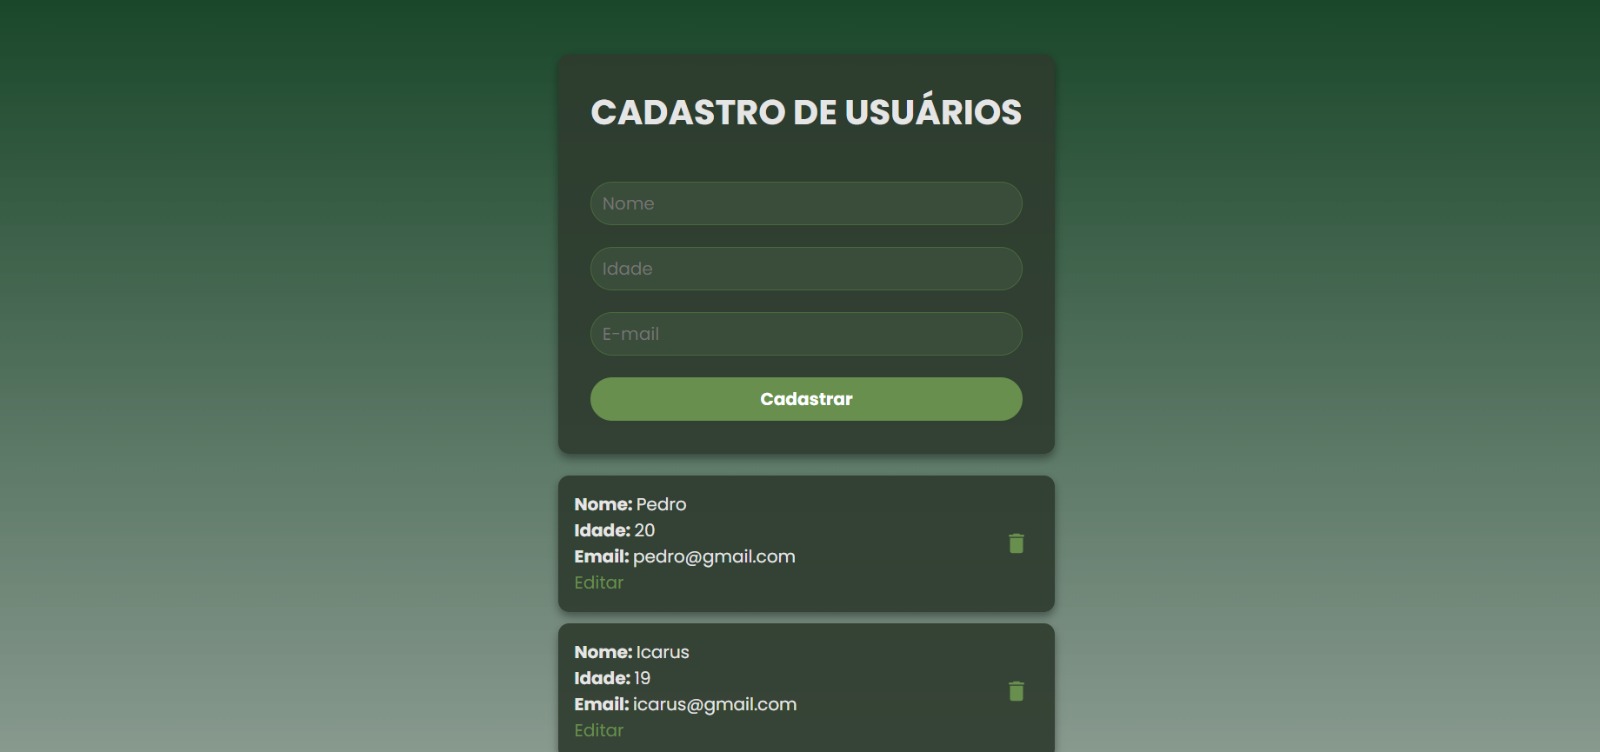 CADASTRO DE USUÁRIOS
Nome
Idade
E-mail
Cadastrar
Nome: Pedro
Idade: 20
Email: pedro@gmail.com
Editar
Nome: Icarus
Idade: 19
Email: icarus@gmail.com
Editar